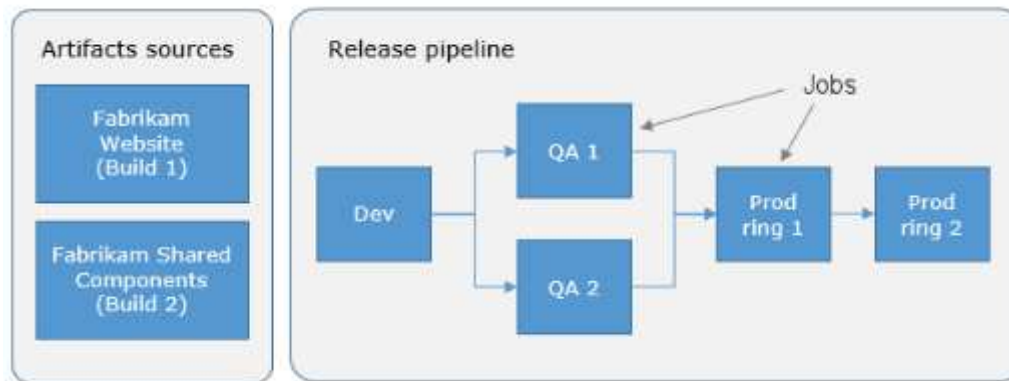 Artifacts sources
Fabrikam
Website
(Build 1)
Fabrikam Shared
Components
(Build 2)
Release pipeline
Jobs
Dev
QA 1
QA 2
Prod
ring 1
Prod
ring 2